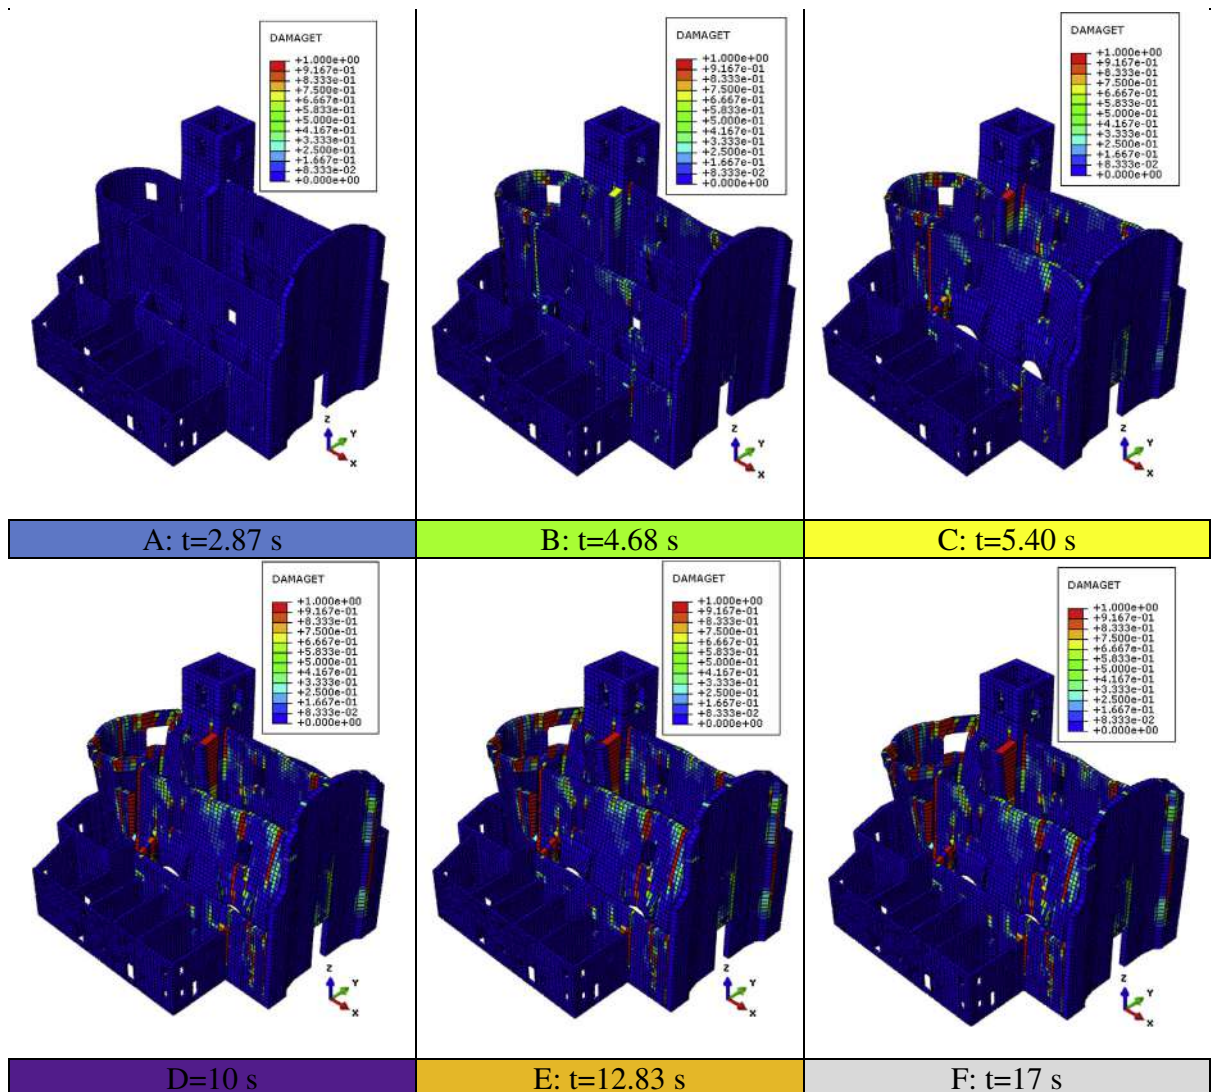 DAMAGET
+1.000e+00
+9.167e-01
+8.333e-01
+7.500e-01
+6.667e-01
+5.833e-01
+5.000e-01
+4.167e-01
+3.333e-01
+2.500e-01
+1.667e-01
+8.333e-02
+0.000e+00
Z
Y
X
DAMAGET
+1.000e+00
+9.167e-01
+8.333e-01
+7.500e-01
+6.667e-01
+5.833e-01
+5.000e-01
+4.167e-01
+3.333e-01
+2.500e-01
+1.667e-01
+8.333e-02
+0.000e+00
Z
Y
X
DAMAGET
+1.000e+00
+9.167e-01
+8.333e-01
+7.500e-01
+6.667e-01
+5.833e-01
+5.000e-01
+4.167e-01
+3.333e-01
+2.500e-01
+1.667e-01
+8.333e-02
+0.000e+00
Z
Y
X
A: t=2.87 s
B: t=4.68 s
C: t=5.40 s
DAMAGET
+1.000e+00
+9.167e-01
+8.333e-01
+7.500e-01
+6.667e-01
+5.833e-01
+5.000e-01
+4.167e-01
+3.333e-01
+2.500e-01
+1.667e-01
+8.333e-02
+0.000e+00
Z
Y
X
DAMAGET
+1.000e+00
+9.167e-01
+8.333e-01
+7.500e-01
+6.667e-01
+5.833e-01
+5.000e-01
+4.167e-01
+3.333e-01
+2.500e-01
+1.667e-01
+8.333e-02
+0.000e+00
Z
Y
X
DAMAGET
+1.000e+00
+9.167e-01
+8.333e-01
+7.500e-01
+6.667e-01
+5.833e-01
+5.000e-01
+4.167e-01
+3.333e-01
+2.500e-01
+1.667e-01
+8.333e-02
+0.000e+00
Z
Y
X
D=10 s
E: t=12.83 s
F: t=17 s